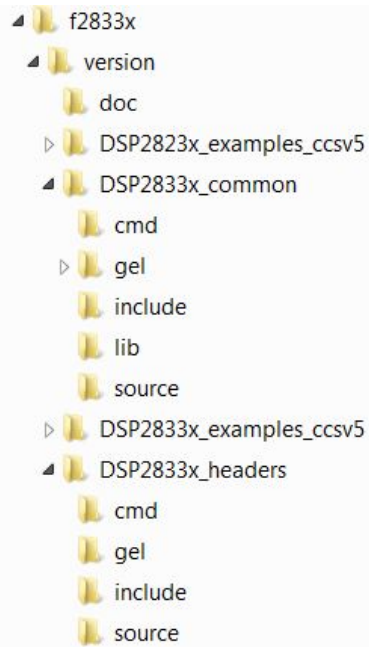 f2833x
version
doc
DSP2823x_examples_ccsv5
DSP2833x_common
cmd
gel
include
lib
source
DSP2833x_examples_ccsv5
DSP2833x_headers
cmd
gel
include
source